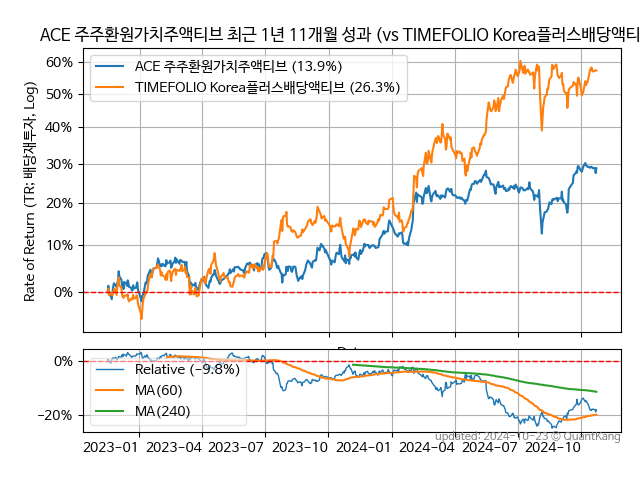 ACE 주주환원가치주액티브 최근 1년 11개월 성과 (vs TIMEFOLIO Korea플러스배당액티
Rate of Return (TR: 배당재투자, Log)
60%
50%
40%
30%
20%
10%
0%
ACE 주주환원가치주액티브 (13.9%)
TIMEFOLIO Korea플러스배당액티브 (26.3%)
0%
−20%
Relative (−9.8%)
MA(60)
MA(240)
2023−01 2023−04 2023−07 2023−10 2024−01 2024−04 2024−07 2024−10
updated: 2024-10-23 © QuantKang